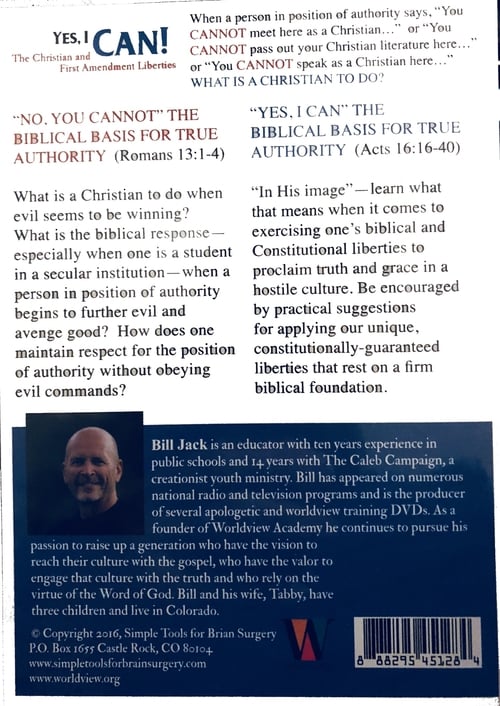 YES, I CAN!
The Christian and
First Amendment Liberties
When a person in position of authority says, "You
CANNOT meet here as a Christian..." or "You
CANNOT pass out your Christian literature here..."
or "You CANNOT speak as a Christian here..."
WHAT IS A CHRISTIAN TO DO?
"NO, YOU CANNOT" THE
BIBLICAL BASIS FOR TRUE
AUTHORITY (Romans 13:1-4)
What is a Christian to do when
evil seems to be winning?
What is the biblical response—
especially when one is a student
in a secular institution—when a
person in position of authority
begins to further evil and
avenge good? How does one
maintain respect for the position
of authority without obeying
evil commands?
"YES, I CAN" THE
BIBLICAL BASIS FOR TRUE
AUTHORITY (Acts 16:16-40)
"In His image"—learn what
that means when it comes to
exercising one's biblical and
Constitutional liberties to
proclaim truth and grace in a
hostile culture. Be encouraged
by practical suggestions
for applying our unique,
constitutionally-guaranteed
liberties that rest on a firm
biblical foundation.
Bill Jack is an educator with ten years experience in
public schools and 14 years with The Caleb Campaign, a
creationist youth ministry. Bill has appeared on numerous
national radio and television programs and is the producer
of several apologetic and worldview training DVDs. As a
founder of Worldview Academy he continues to pursue his
passion to raise up a generation who have the vision to
reach their culture with the gospel, who have the valor to
engage that culture with the truth and who rely on the
virtue of the Word of God. Bill and his wife, Tabby, have
three children and live in Colorado.
© Copyright 2016, Simple Tools for Brian Surgery
P.O. Box 1655 Castle Rock, CO 80104
www.simpletoolsforbrainsurgery.com
www.worldview.org
W
8 88295 45128 4